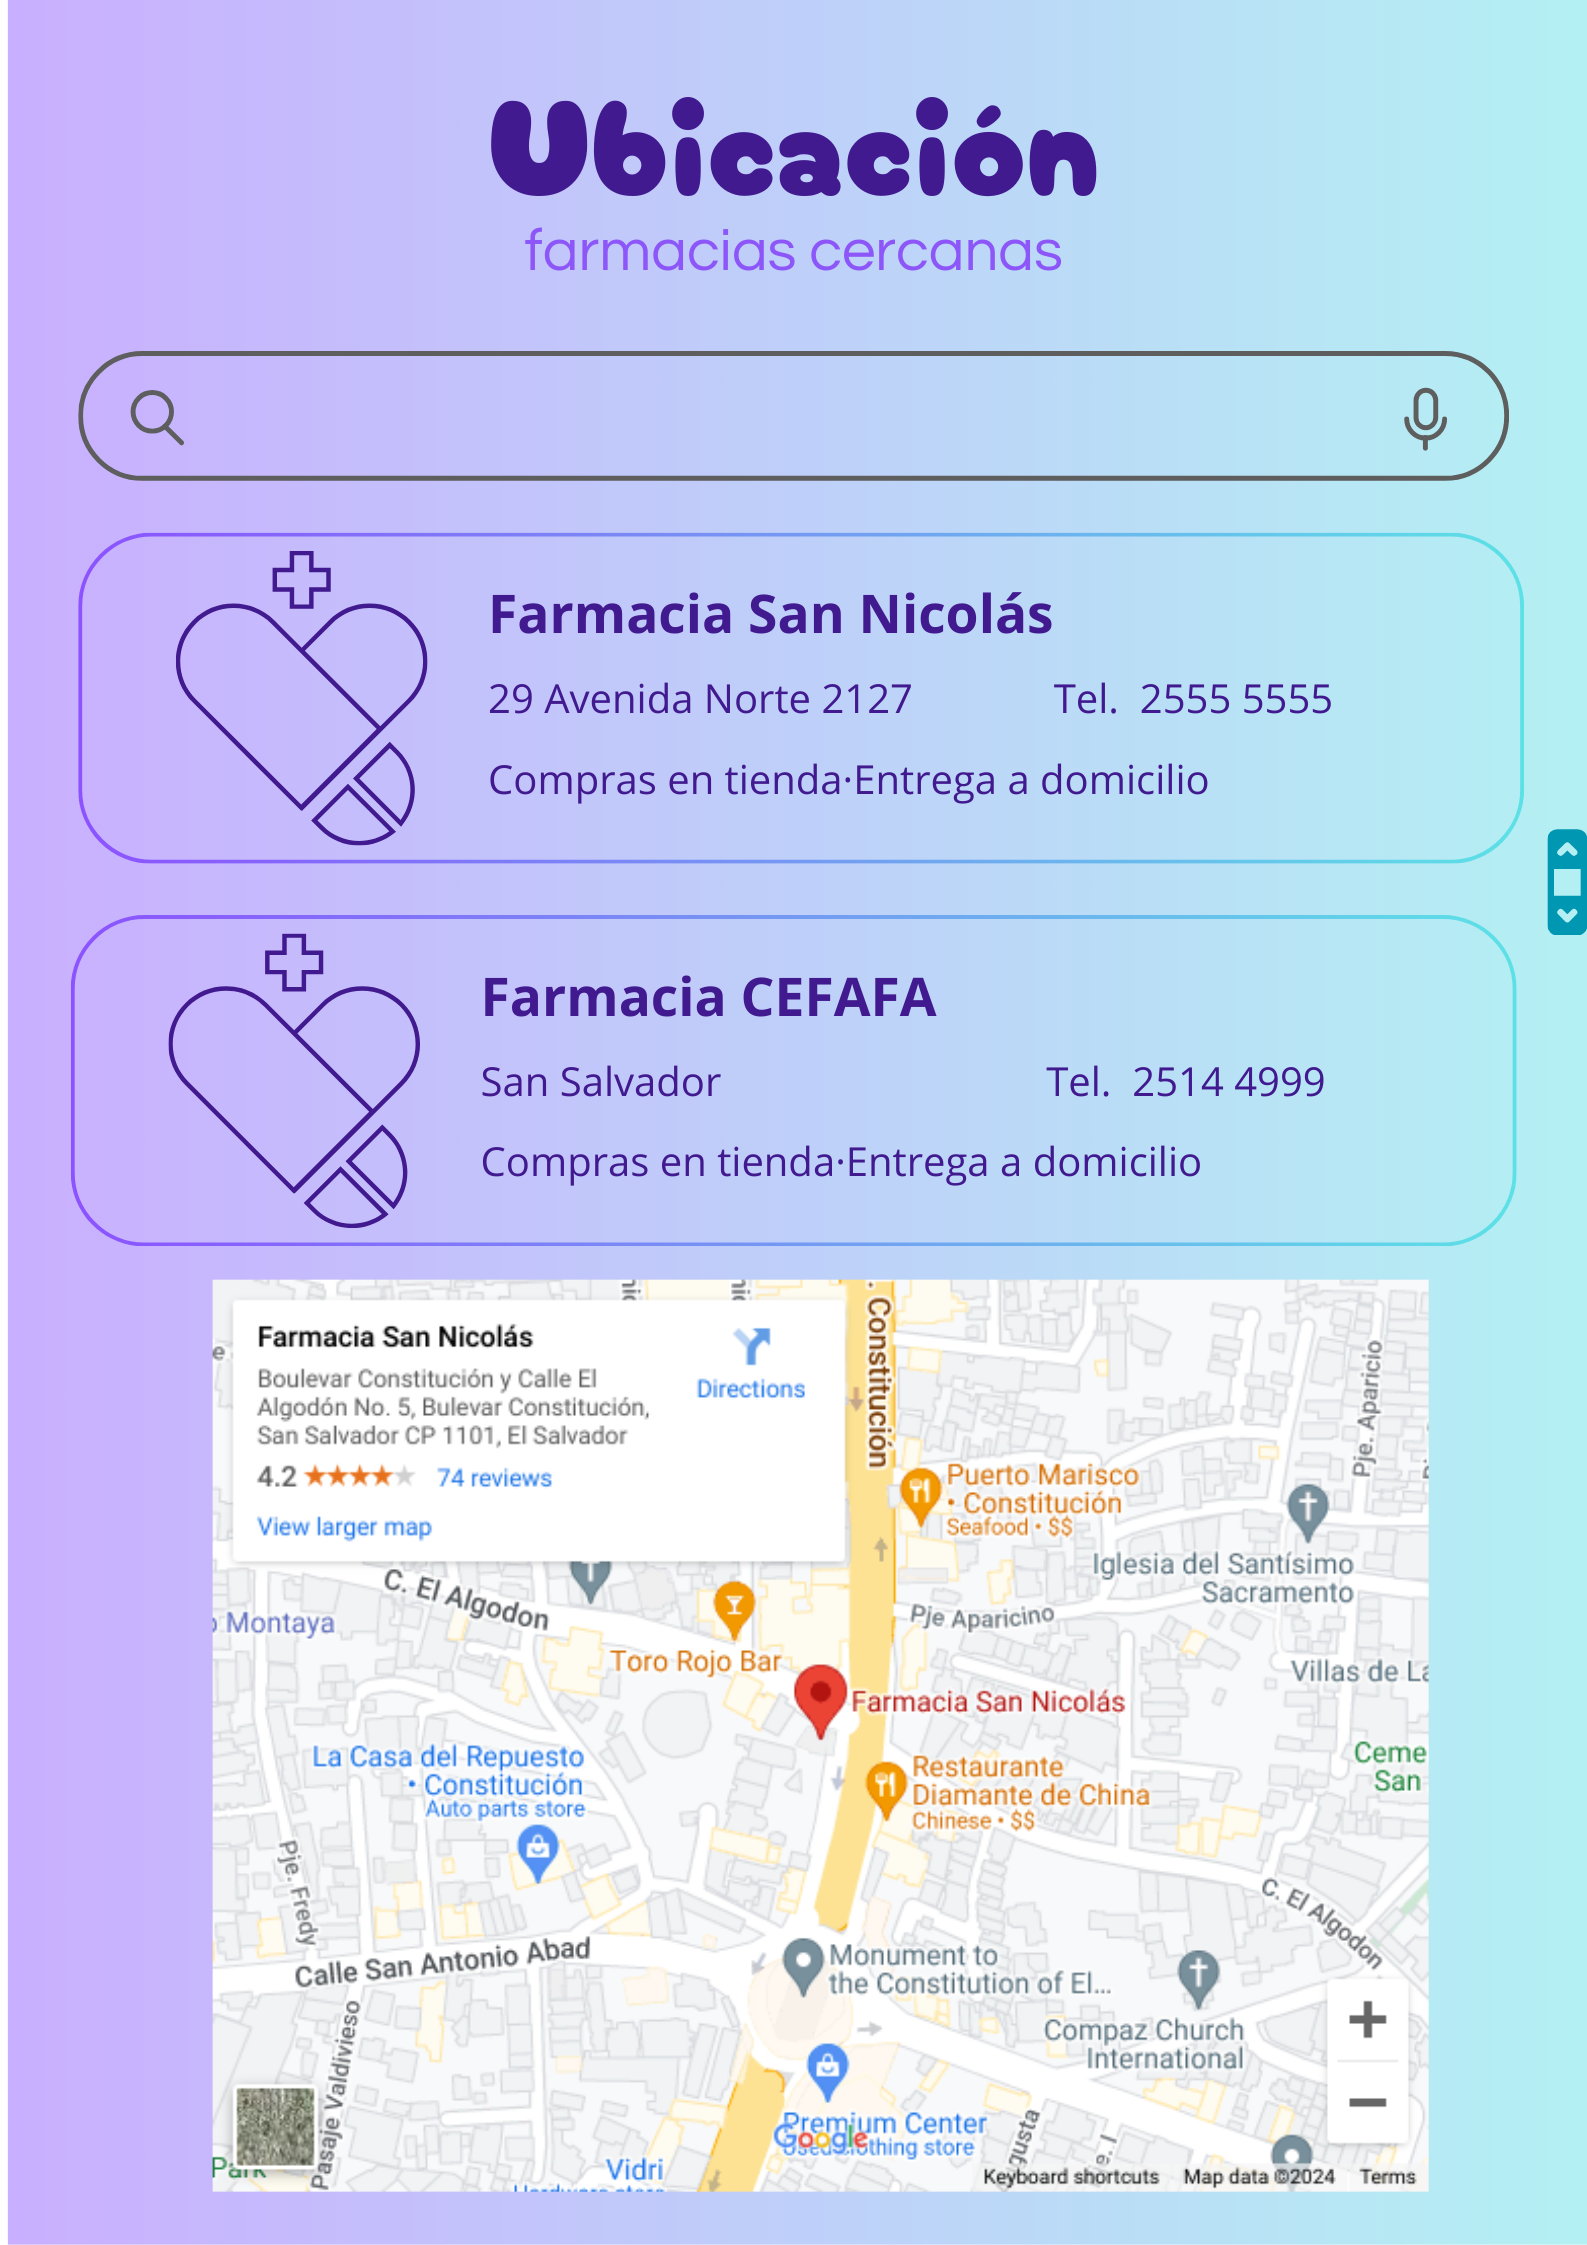 Ubicación
farmacias cercanas
Farmacia San Nicolás
29 Avenida Norte 2127 Tel. 2555 5555
Compras en tienda·Entrega a domicilio
Farmacia CEFAFA
San Salvador Tel. 2514 4999
Compras en tienda·Entrega a domicilio
Farmacia San Nicolás
Directions
Boulevar Constitución y Calle El
Algodón No. 5, Bulevar Constitución,
San Salvador CP 1101, El Salvador
4.2 74 reviews
View larger map
. Constitución
Pje. Aparicio
Puerto Marisco
• Constitución
Seafood • $$
Iglesia del Santísimo
Sacramento
C. El Algodon
Montaya
Pje Aparicino
Toro Rojo Bar
Villas de La
Farmacia San Nicolás
La Casa del Repuesto
• Constitución
Auto parts store
Restaurante
Diamante de China
Chinese • $$
Ceme
San
Pje. Fredy
C. El Algodon
Calle San Antonio Abad
Monument to
the Constitution of El...
Compaz Church
International
Pasaje Valdivieso
Premium Center
Used clothing store
Google
gusta
e. J
Vidri
Hardware store
Park
Keyboard shortcuts Map data ©2024 Terms